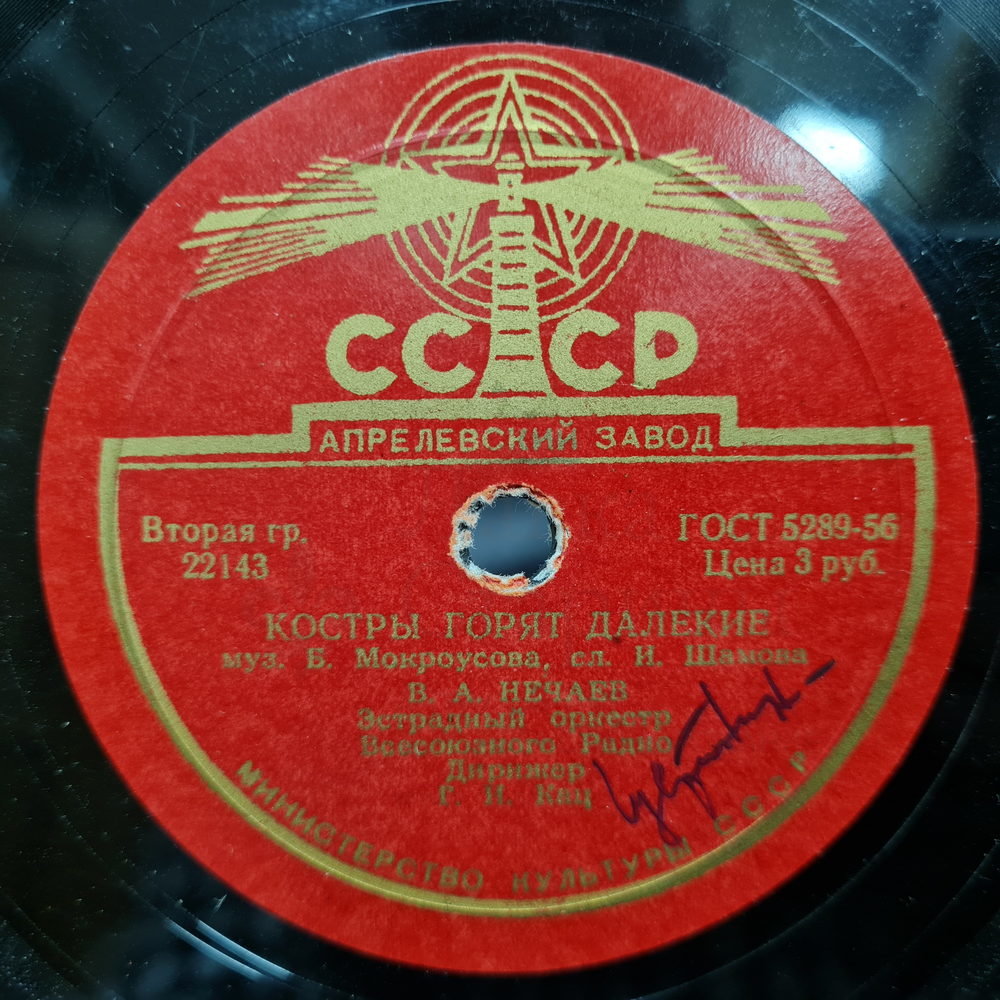 СССР
АПРЕЛЕВСКИЙ ЗАВОД
Вторая гр.
22143
ГОСТ 5289-56
Цена 3 руб.
КОСТРЫ ГОРЯТ ДАЛЕКИЕ
муз. Б. Мокроусова, сл. И. Шамова
В. А. НЕЧАЕВ
Эстрадный оркестр
Всесоюзного Радио
Дирижер
Г. Н. Кац
МИНИСТЕРСТВО КУЛЬТУРЫ СССР